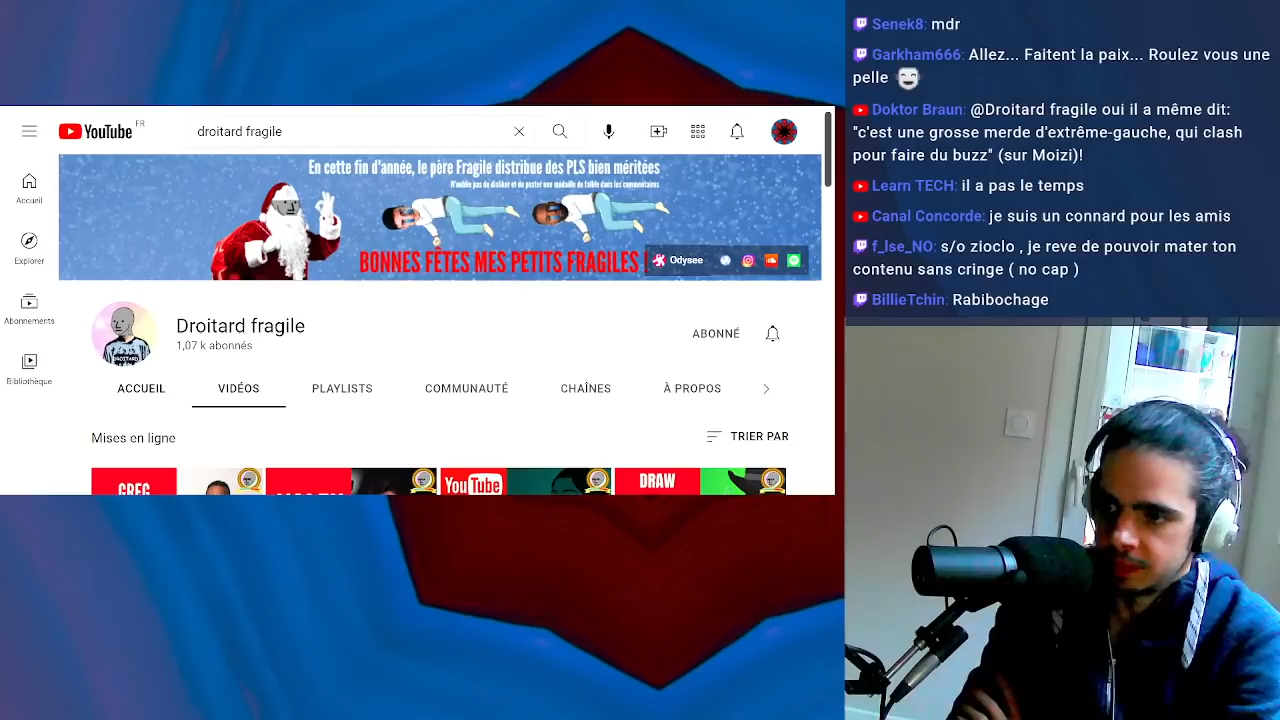 YouTube FR
droitard fragile
Accueil
Explorer
Abonnements
Bibliothèque
En cette fin d'année, le père Fragile distribue des PLS bien méritées
N'oublie pas de disliker et de poster une médaille de faible dans les commentaires
BONNES FÊTES MES PETITS FRAGILES !
Odysee
DROITARD
Droitard fragile
1,07 k abonnés
ABONNÉ
ACCUEIL VIDÉOS PLAYLISTS COMMUNAUTÉ CHAÎNES À PROPOS
Mises en ligne
TRIER PAR
GREG
YouTube
DRAW
Senek8: mdr
Garkham666: Allez... Faitent la paix... Roulez vous une
pelle
Doktor Braun: @Droitard fragile oui il a même dit:
"c'est une grosse merde d'extrême-gauche, qui clash
pour faire du buzz" (sur Moizi)!
Learn TECH: il a pas le temps
Canal Concorde: je suis un connard pour les amis
f_lse_NO: s/o zioclo , je reve de pouvoir mater ton
contenu sans cringe ( no cap )
BillieTchin: Rabibochage